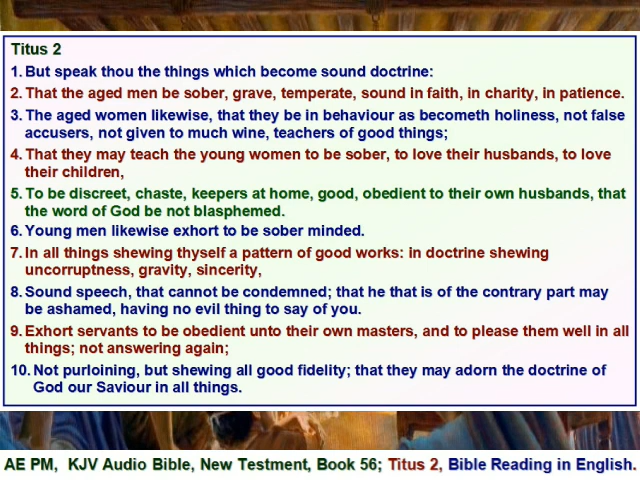 Titus 2
1. But speak thou the things which become sound doctrine:
2. That the aged men be sober, grave, temperate, sound in faith, in charity, in patience.
3. The aged women likewise, that they be in behaviour as becometh holiness, not false
accusers, not given to much wine, teachers of good things;
4. That they may teach the young women to be sober, to love their husbands, to love
their children,
5. To be discreet, chaste, keepers at home, good, obedient to their own husbands, that
the word of God be not blasphemed.
6. Young men likewise exhort to be sober minded.
7. In all things shewing thyself a pattern of good works: in doctrine shewing
uncorruptness, gravity, sincerity,
8. Sound speech, that cannot be condemned; that he that is of the contrary part may
be ashamed, having no evil thing to say of you.
9. Exhort servants to be obedient unto their own masters, and to please them well in all
things; not answering again;
10. Not purloining, but shewing all good fidelity; that they may adorn the doctrine of
God our Saviour in all things.
AE PM, KJV Audio Bible, New Testment, Book 56; Titus 2, Bible Reading in English.